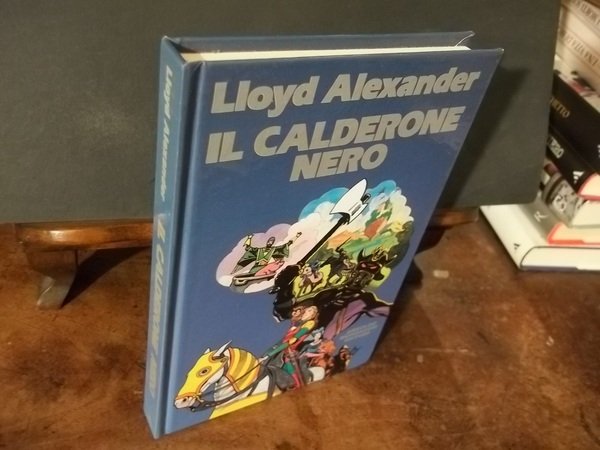 Lloyd Alexander
IL CALDERONE
NERO
Lloyd Alexander IL CALDERONE NERO